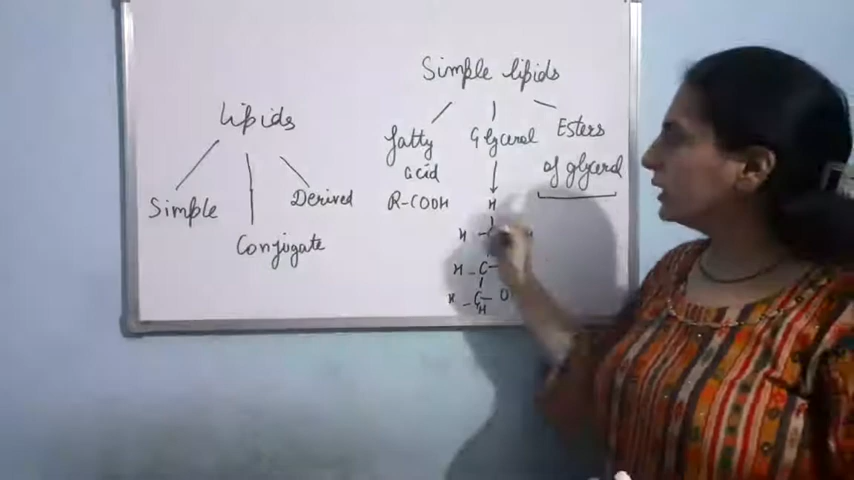 Lipids
Simple
Conjugate
Derived
Simple lipids
Fatty
acid
R-COOH
Glycerol
H
H - C
H - C -
H - C - O
H
Esters
of glycerol